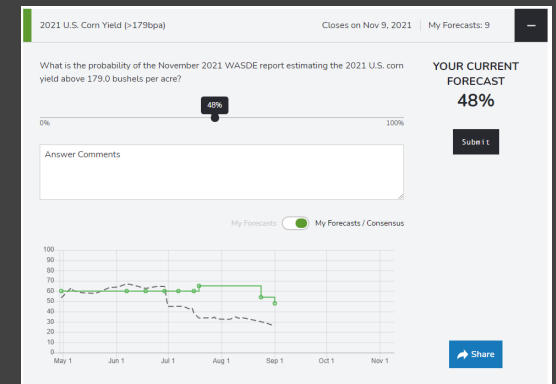 2021 U.S. Corn Yield (>179bpa)
Closes on Nov 9, 2021
My Forecasts: 9
What is the probability of the November 2021 WASDE report estimating the 2021 U.S. corn
yield above 179.0 bushels per acre?
YOUR CURRENT
FORECAST
48%
48%
0%
100%
Submit
Answer Comments
My Forecasts
My Forecasts / Consensus
100
90
80
70
60
50
40
30
20
10
0
May 1
Jun 1
Jul 1
Aug 1
Sep 1
Oct 1
Nov 1
Share